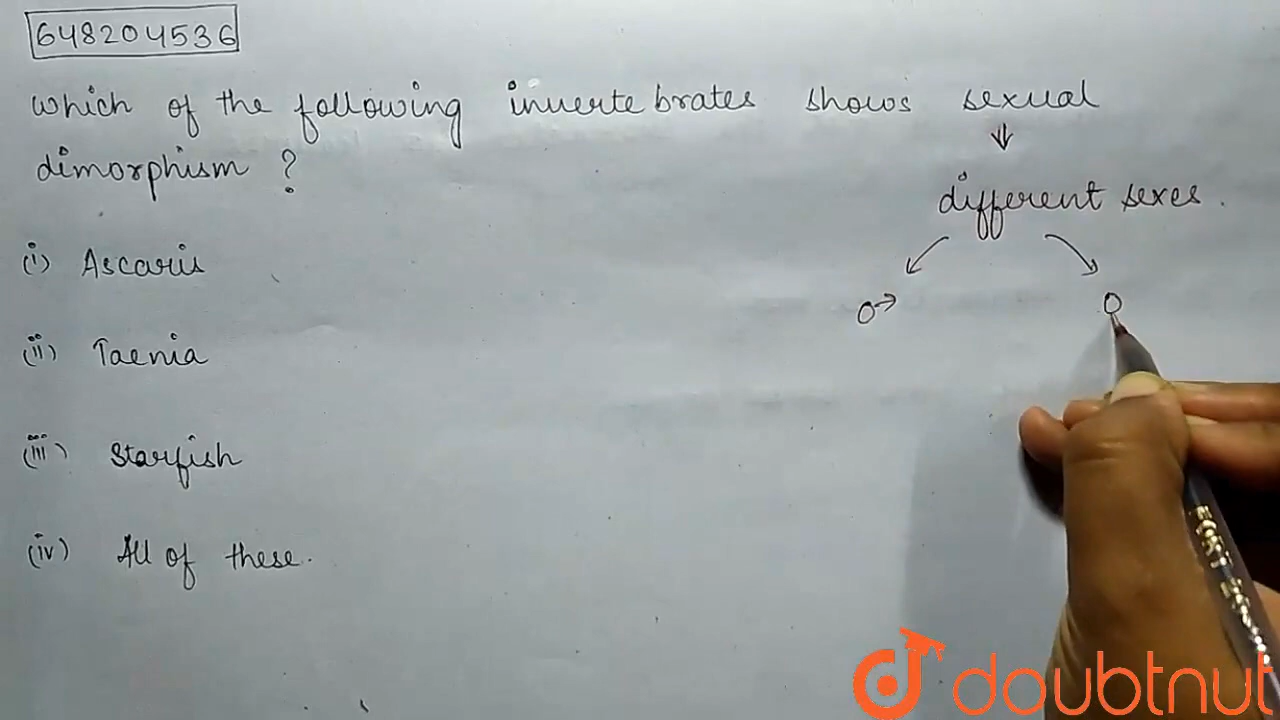 648204536
Which of the following invertebrates shows sexual
dimorphism ?
⇓
different sexes.
(i) Ascaris
(ii) Taenia
(iii) Starfish
(iv) All of these.
doubtnut